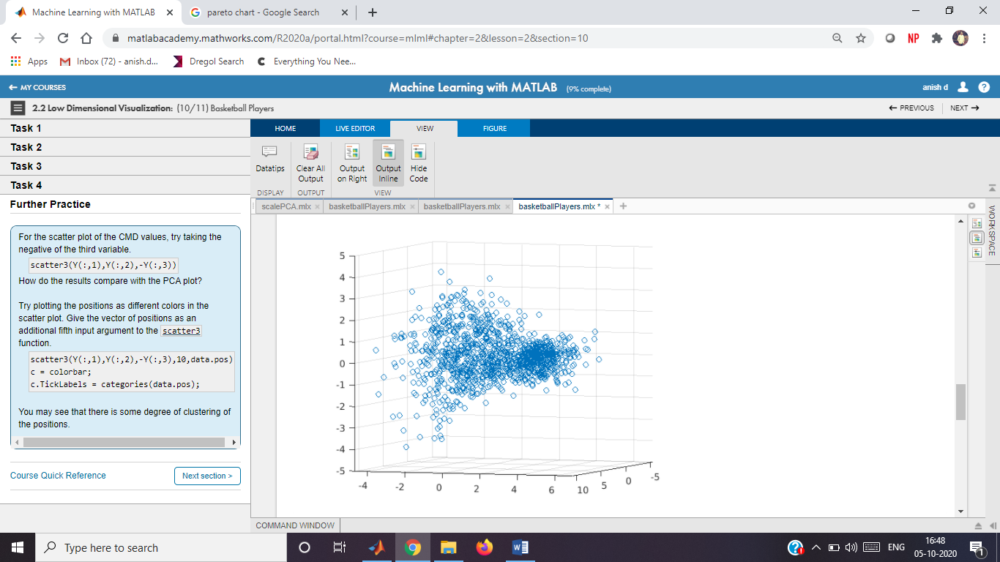 Machine Learning with MATLAB
pareto chart - Google Search
matlabacademy.mathworks.com/R2020a/portal.html?course=mlml#chapter=2&lesson=2&section=10
NP
Apps
Inbox (72) - anish.d...
Dregol Search
Everything You Nee...
← MY COURSES
Machine Learning with MATLAB (9% complete)
anish d
?
2.2 Low Dimensional Visualization: (10/11) Basketball Players
← PREVIOUS
NEXT →
Task 1
Task 2
Task 3
Task 4
Further Practice
For the scatter plot of the CMD values, try taking the
negative of the third variable.
scatter3(Y(:,1),Y(:,2),-Y(:,3))
How do the results compare with the PCA plot?
Try plotting the positions as different colors in the
scatter plot. Give the vector of positions as an
additional fifth input argument to the scatter3
function.
scatter3(Y(:,1),Y(:,2),-Y(:,3),10,data.pos)
c = colorbar;
c.TickLabels = categories(data.pos);
You may see that there is some degree of clustering of
the positions.
Course Quick Reference
Next section >
HOME
LIVE EDITOR
VIEW
FIGURE
Datatips
Clear All
Output
Output
on Right
Output
Inline
Hide
Code
DISPLAY
OUTPUT
VIEW
scalePCA.mlx
basketballPlayers.mlx
basketballPlayers.mlx
basketballPlayers.mlx *
WORKSPACE
5
4
3
2
1
0
-1
-2
-3
-4
-5
-4
-2
0
2
4
6
10
5
0
-5
COMMAND WINDOW
Type here to search
ENG
16:48
05-10-2020
1